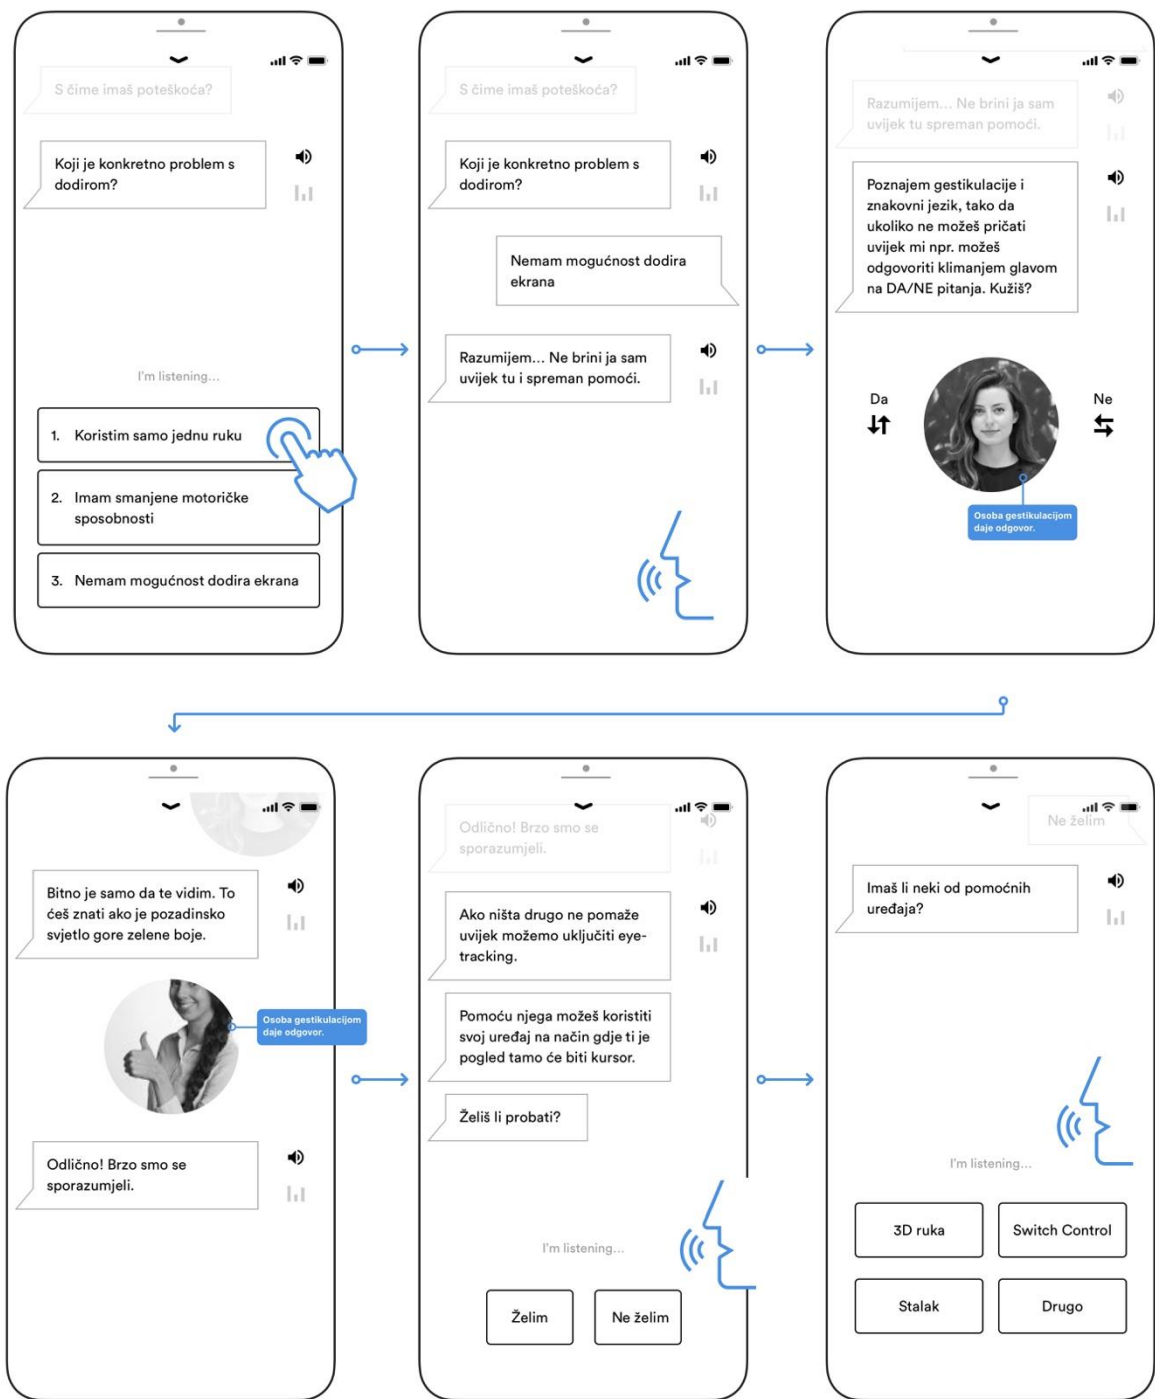 S čime imaš poteškoća?
Koji je konkretno problem s
dodirom?
I'm listening...
1. Koristim samo jednu ruku
2. Imam smanjene motoričke
sposobnosti
3. Nemam mogućnost dodira ekrana
S čime imaš poteškoća?
Koji je konkretno problem s
dodirom?
Nemam mogućnost dodira
ekrana
Razumijem... Ne brini ja sam
uvijek tu i spreman pomoći.
Razumijem... Ne brini ja sam
uvijek tu spreman pomoći.
Poznajem gestikulacije i
znakovni jezik, tako da
ukoliko ne možeš pričati
uvijek mi npr. možeš
odgovoriti klimanjem glavom
na DA/NE pitanja. Kužiš?
Da
Ne
Osoba gestikulacijom
daje odgovor.
Bitno je samo da te vidim. To
ćeš znati ako je pozadinsko
svjetlo gore zelene boje.
Osoba gestikulacijom
daje odgovor.
Odlično! Brzo smo se
sporazumjeli.
Odlično! Brzo smo se
sporazumjeli.
Ako ništa drugo ne pomaže
uvijek možemo uključiti eye-
tracking.
Pomoću njega možeš koristiti
svoj uređaj na način gdje ti je
pogled tamo će biti kursor.
Želiš li probati?
I'm listening...
Želim
Ne želim
Ne želim
Imaš li neki od pomoćnih
uređaja?
I'm listening...
3D ruka
Switch Control
Stalak
Drugo